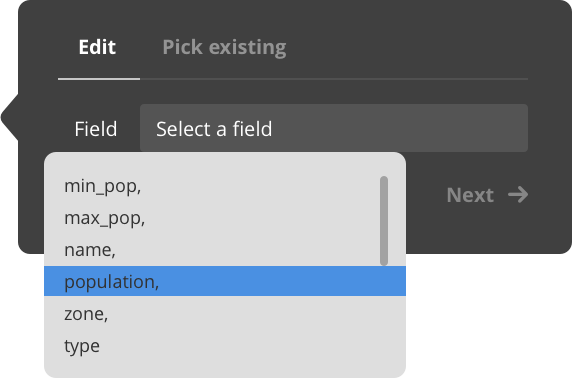 Edit Pick existing
Field Select a field
min_pop,
max_pop,
Next
name,
population,
zone,
type